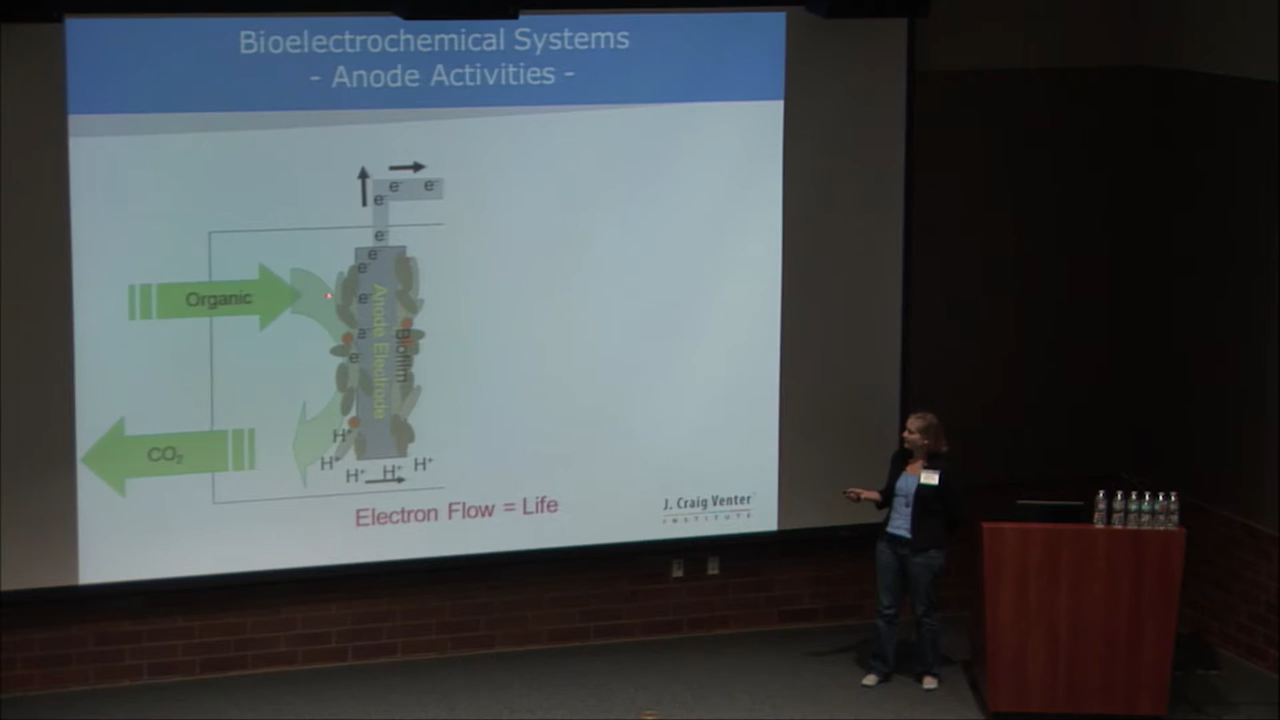 Bioelectrochemical Systems
- Anode Activities -
e⁻ e⁻
e⁻
e⁻
e⁻
e⁻
Organic
e⁻
Anode Electrode
Biofilm
e⁻
e⁻
CO₂
H⁺
H⁺
H⁺
H⁺
H⁺
Electron Flow = Life
J. Craig Venter
INSTITUTE